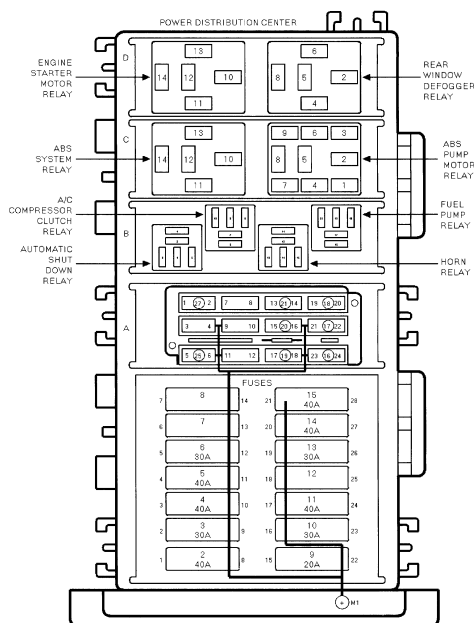 POWER DISTRIBUTION CENTER
ENGINE STARTER MOTOR RELAY
D
13
14 12 10
11
6
8 5 2
4
REAR WINDOW DEFOGGER RELAY
ABS SYSTEM RELAY
C
13
14 12 10
11
9 6 3
8 5 2
7 4 1
ABS PUMP MOTOR RELAY
A/C COMPRESSOR CLUTCH RELAY
FUEL PUMP RELAY
B
AUTOMATIC SHUT DOWN RELAY
HORN RELAY
A
1 27 2 7 8 13 21 14 19 18 20
3 4 9 10 15 20 16 21 17 22
5 25 6 11 12 17 19 18 23 16 24
FUSES
7 8 14 21 15 40A 28
6 7 13 20 14 40A 27
5 6 30A 12 19 13 30A 26
4 5 40A 11 18 12 25
3 4 40A 10 17 11 40A 24
2 3 30A 9 16 10 30A 23
1 2 40A 8 15 9 20A 22
+ M1